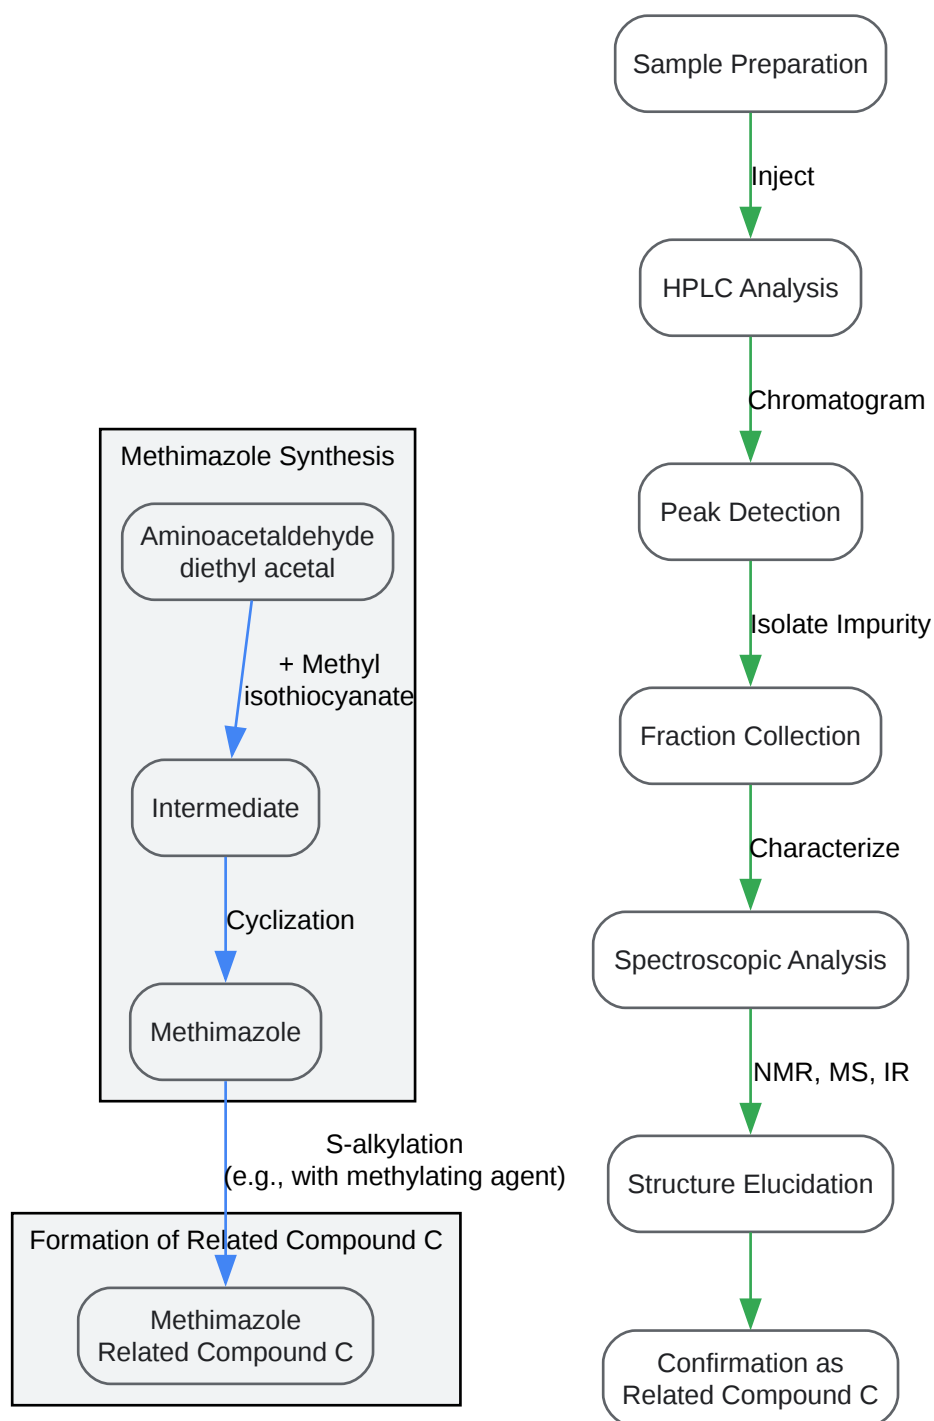 Methimazole Synthesis
Aminoacetaldehyde
diethyl acetal
+ Methyl
isothiocyanate
Intermediate
Cyclization
Methimazole
S-alkylation
(e.g., with methylating agent)
Formation of Related Compound C
Methimazole
Related Compound C
Sample Preparation
Inject
HPLC Analysis
Chromatogram
Peak Detection
Isolate Impurity
Fraction Collection
Characterize
Spectroscopic Analysis
NMR, MS, IR
Structure Elucidation
Confirmation as
Related Compound C